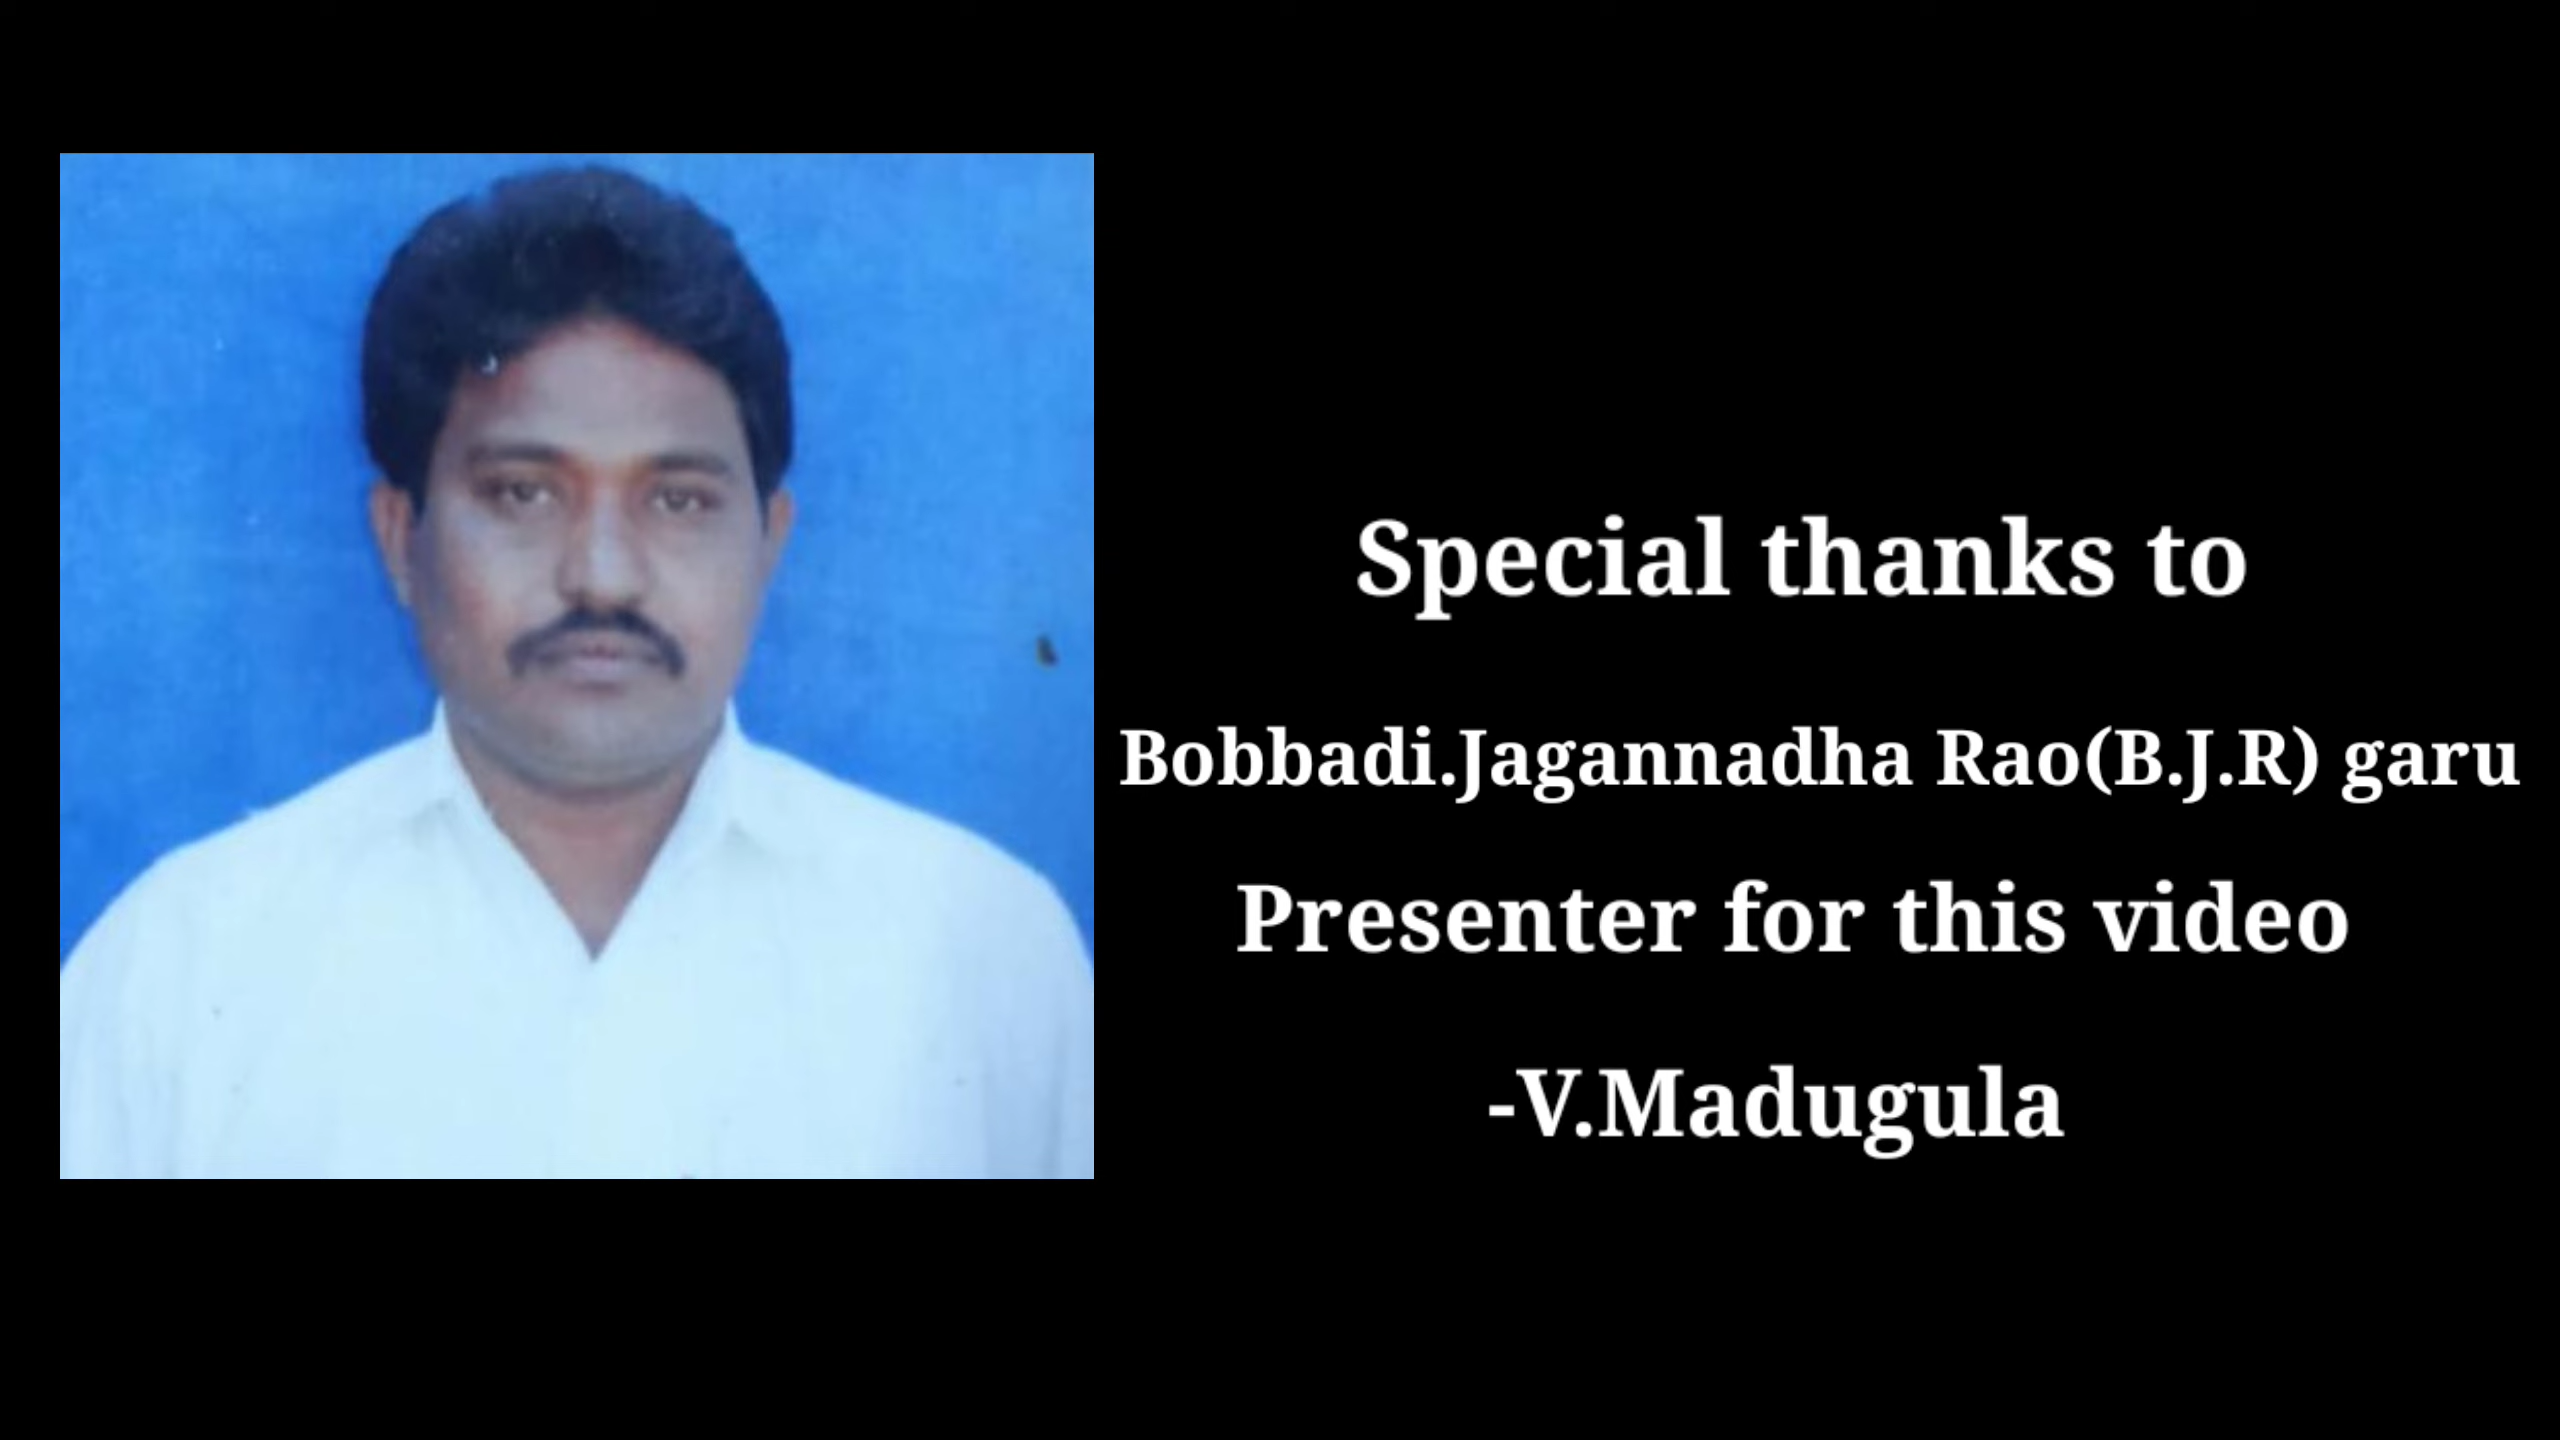 Special thanks to
Bobbadi.Jagannadha Rao(B.J.R) garu
Presenter for this video
-V.Madugula